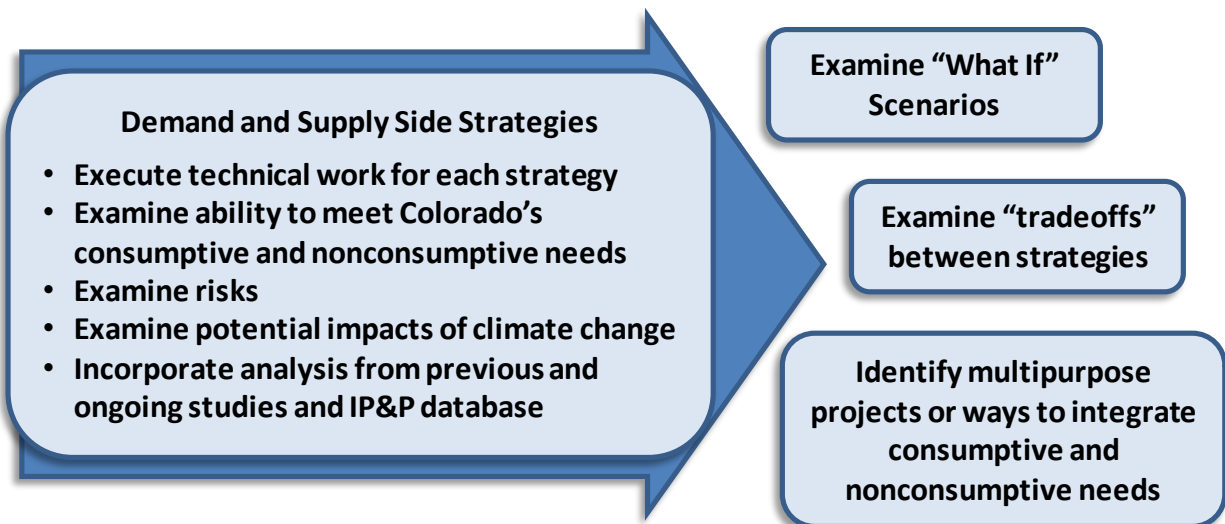 Demand and Supply Side Strategies
• Execute technical work for each strategy
• Examine ability to meet Colorado's
consumptive and nonconsumptive needs
• Examine risks
• Examine potential impacts of climate change
• Incorporate analysis from previous and
ongoing studies and IP&P database
Examine “What If”
Scenarios
Examine “tradeoffs”
between strategies
Identify multipurpose
projects or ways to integrate
consumptive and
nonconsumptive needs